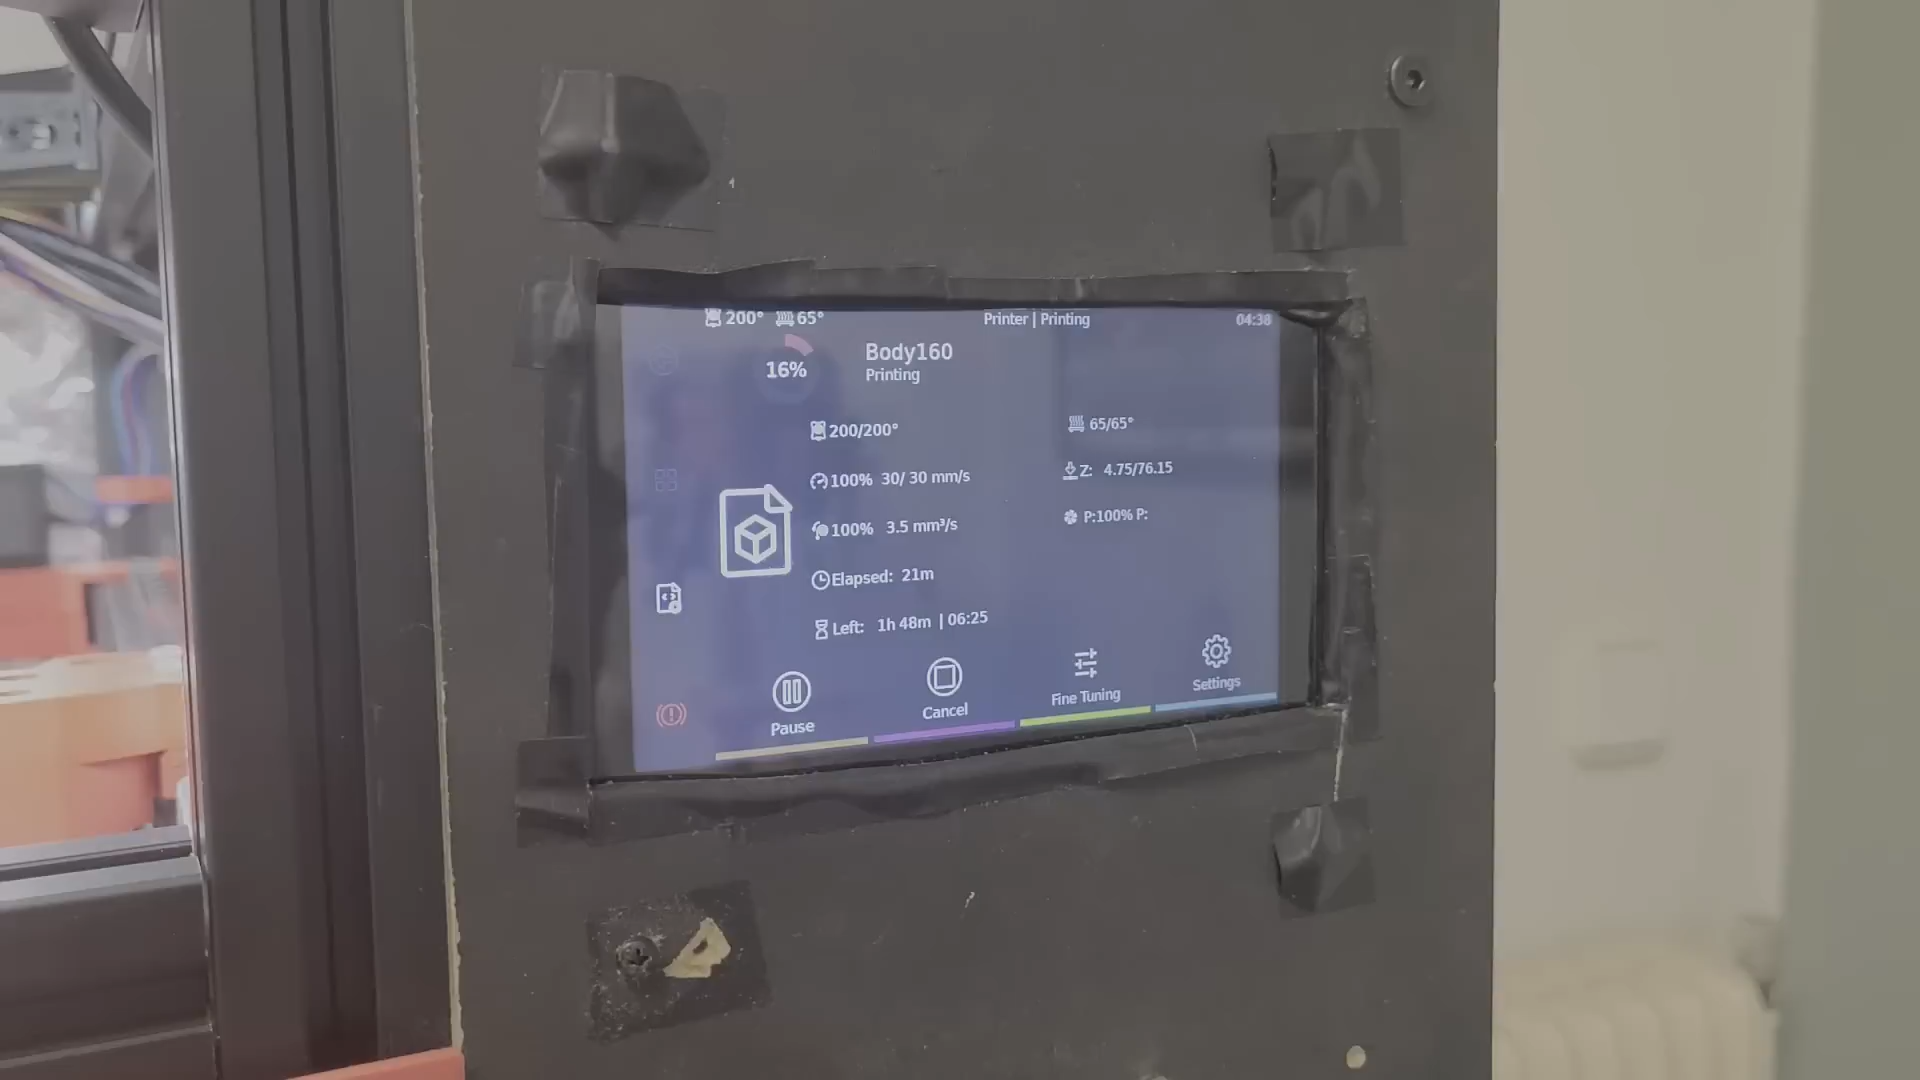 200° 65° Printer | Printing 04:38
16%
Body160
Printing
200/200° 65/65°
100% 30/ 30 mm/s Z: 4.75/76.15
100% 3.5 mm³/s P:100% P:
Elapsed: 21m
Left: 1h 48m | 06:25
Pause Cancel Fine Tuning Settings